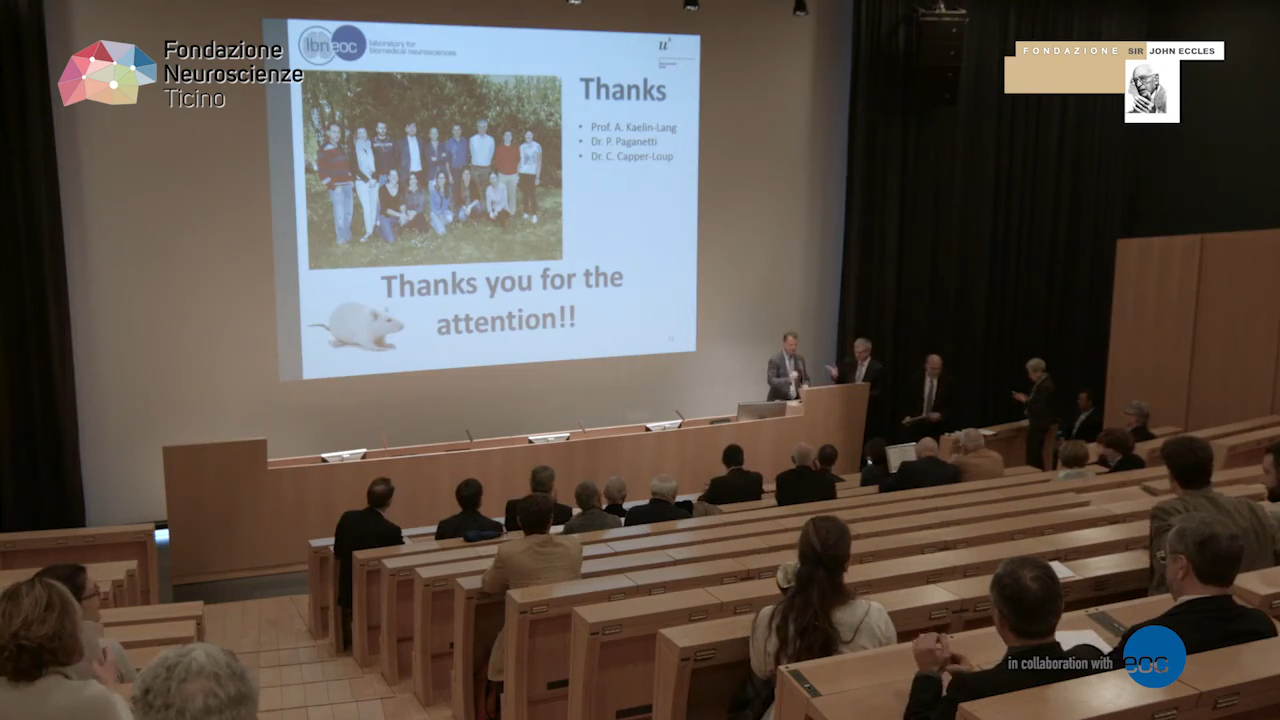 Fondazione
Neuroscienze
Ticino
lbn eoc
laboratory for
biomedical neurosciences
u
FONDAZIONE SIR JOHN ECCLES
Thanks
• Prof. A. Kaelin-Lang
• Dr. P. Paganetti
• Dr. C. Capper-Loup
Thanks you for the
attention!!
in collaboration with eoc